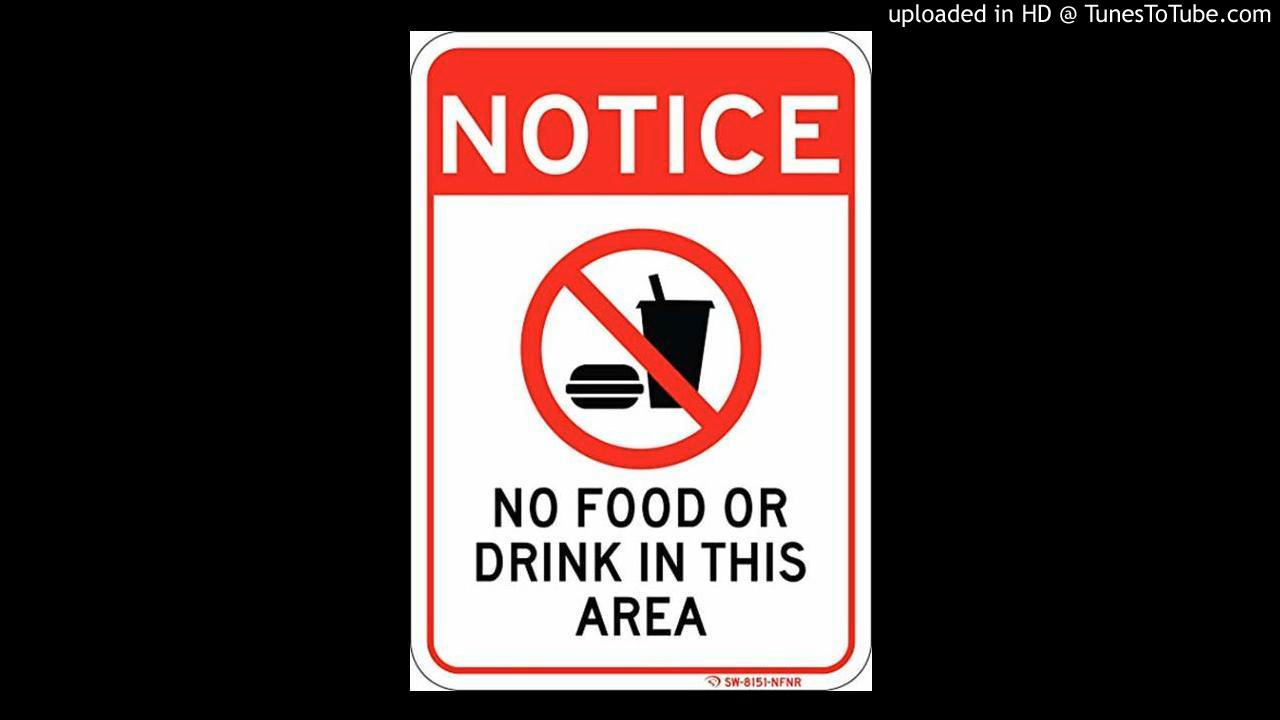 uploaded in HD @ TunesToTube.com
NOTICE
NO FOOD OR
DRINK IN THIS
AREA
SW-8151-NFNR